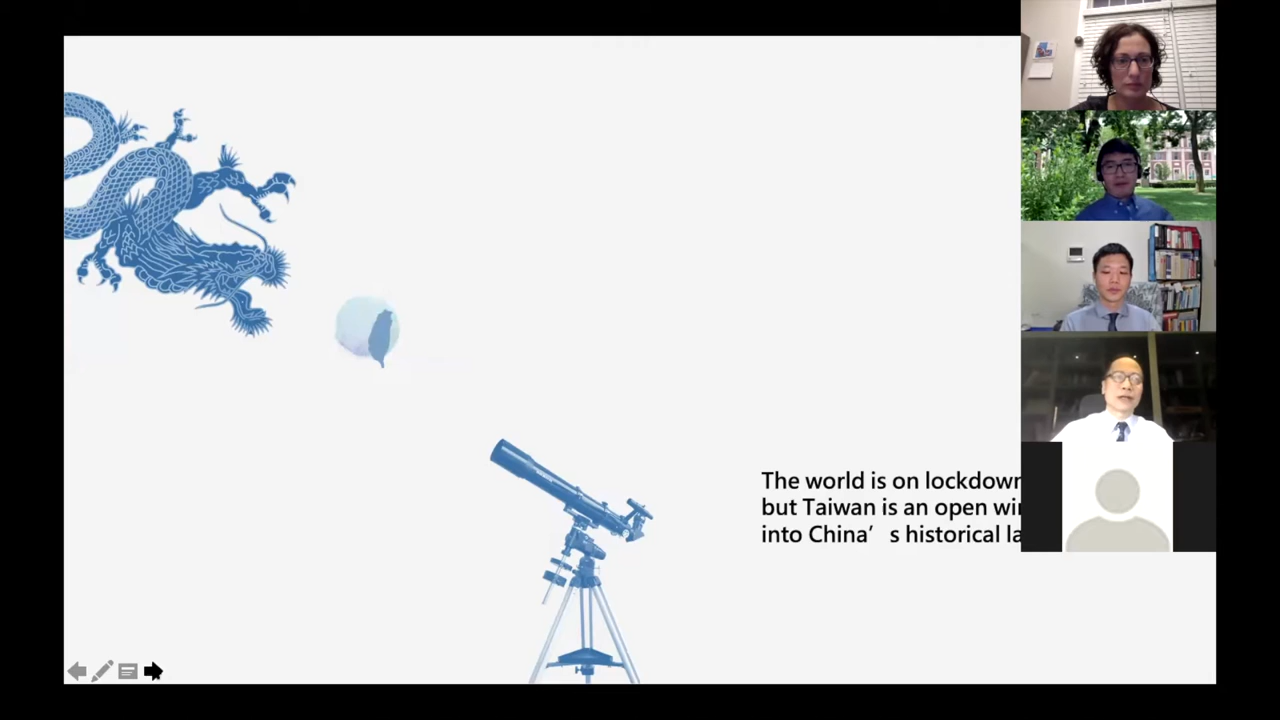 The world is on lockdown
but Taiwan is an open
into China's historical